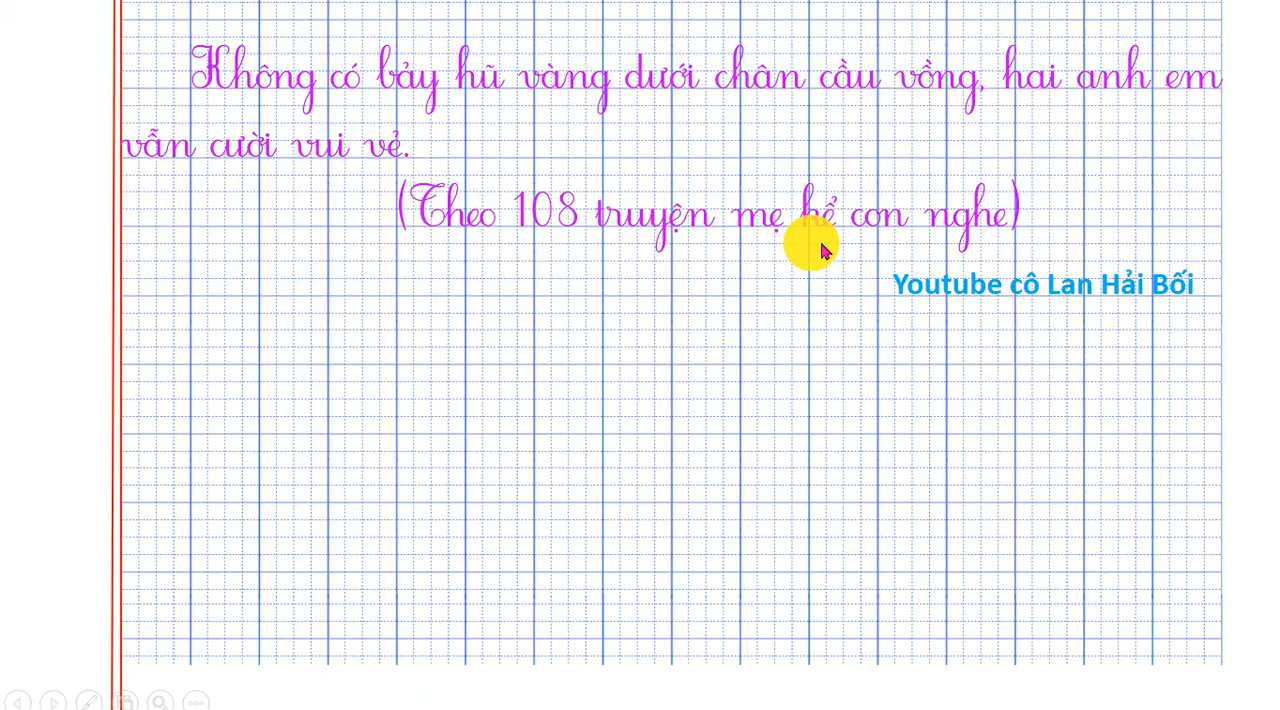 Không có bảy hũ vàng dưới chân cầu vồng, hai anh em
vẫn cười vui vẻ.
(Theo 108 truyện mẹ kể con nghe)
Youtube cô Lan Hải Bối